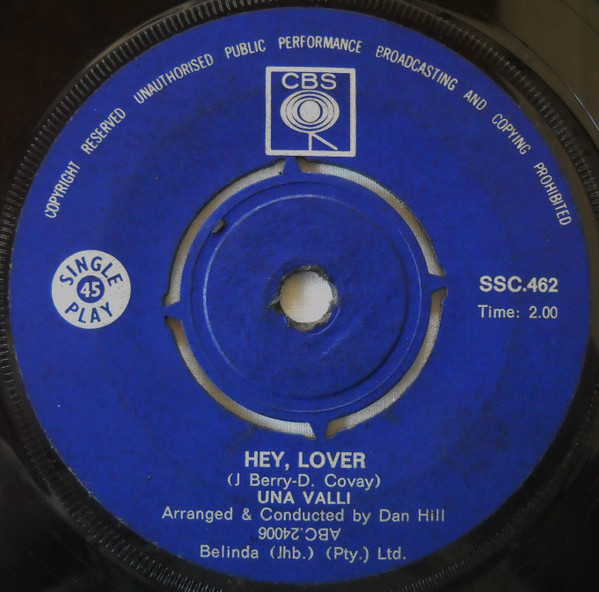 COPYRIGHT RESERVED UNAUTHORISED PUBLIC PERFORMANCE BROADCASTING AND COPYING PROHIBITED
CBS
SINGLE
45
PLAY
SSC.462
Time: 2.00
HEY, LOVER
(J Berry-D. Covay)
UNA VALLI
Arranged & Conducted by Dan Hill
ABC.24006
Belinda (Jhb.) (Pty.) Ltd.